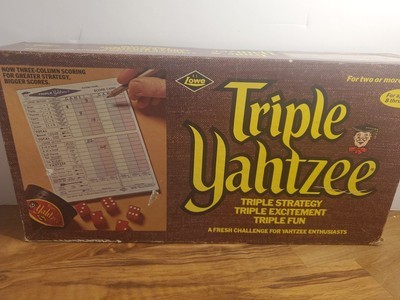 NOW THREE-COLUMN SCORING
FOR GREATER STRATEGY,
BIGGER SCORES.
Lowe
For two or more
Triple
Yahtzee
TRIPLE STRATEGY
TRIPLE EXCITEMENT
TRIPLE FUN
A FRESH CHALLENGE FOR YAHTZEE ENTHUSIASTS